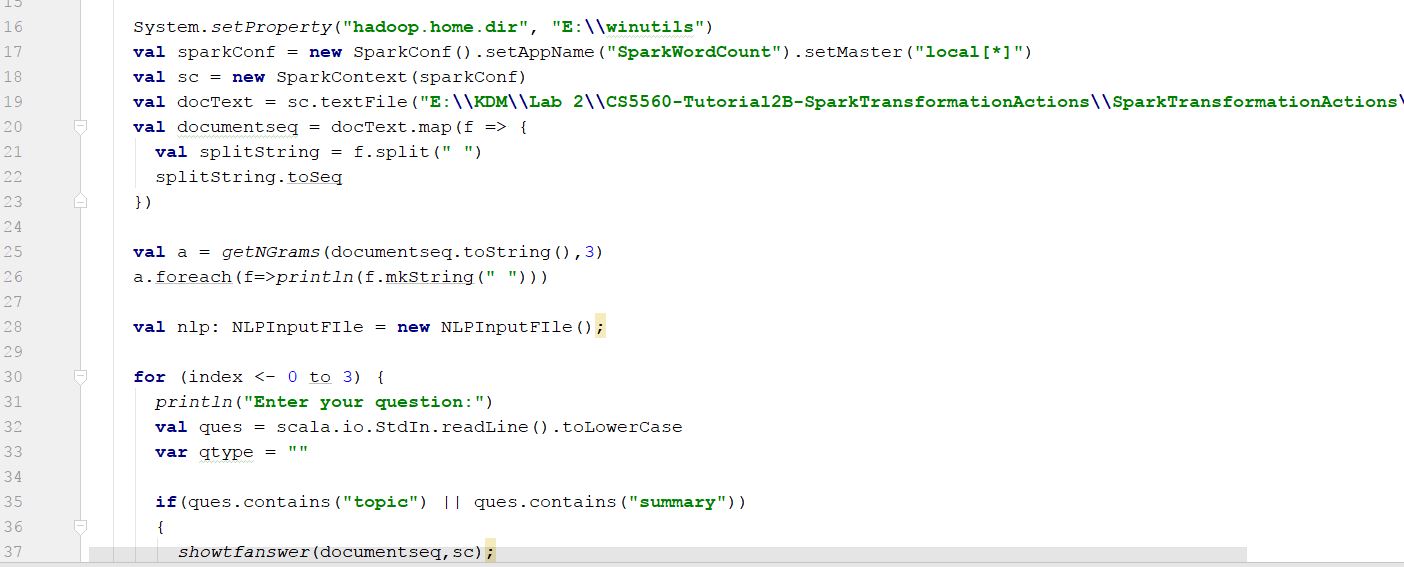 15
16 System.setProperty("hadoop.home.dir", "E:\\winutils")
17 val sparkConf = new SparkConf().setAppName("SparkWordCount").setMaster("local[*]")
18 val sc = new SparkContext(sparkConf)
19 val docText = sc.textFile("E:\\KDM\\Lab 2\\CS5560-Tutorial2B-SparkTransformationActions\\SparkTransformationActions\
20 val documentseq = docText.map(f => {
21 val splitString = f.split(" ")
22 splitString.toSeq
23 })
24
25 val a = getNGrams(documentseq.toString(),3)
26 a.foreach(f=>println(f.mkString(" ")))
27
28 val nlp: NLPInputFIle = new NLPInputFIle();
29
30 for (index <- 0 to 3) {
31 println("Enter your question:")
32 val ques = scala.io.StdIn.readLine().toLowerCase
33 var qtype = ""
34
35 if(ques.contains("topic") || ques.contains("summary"))
36 {
37 showtfanswer(documentseq,sc);